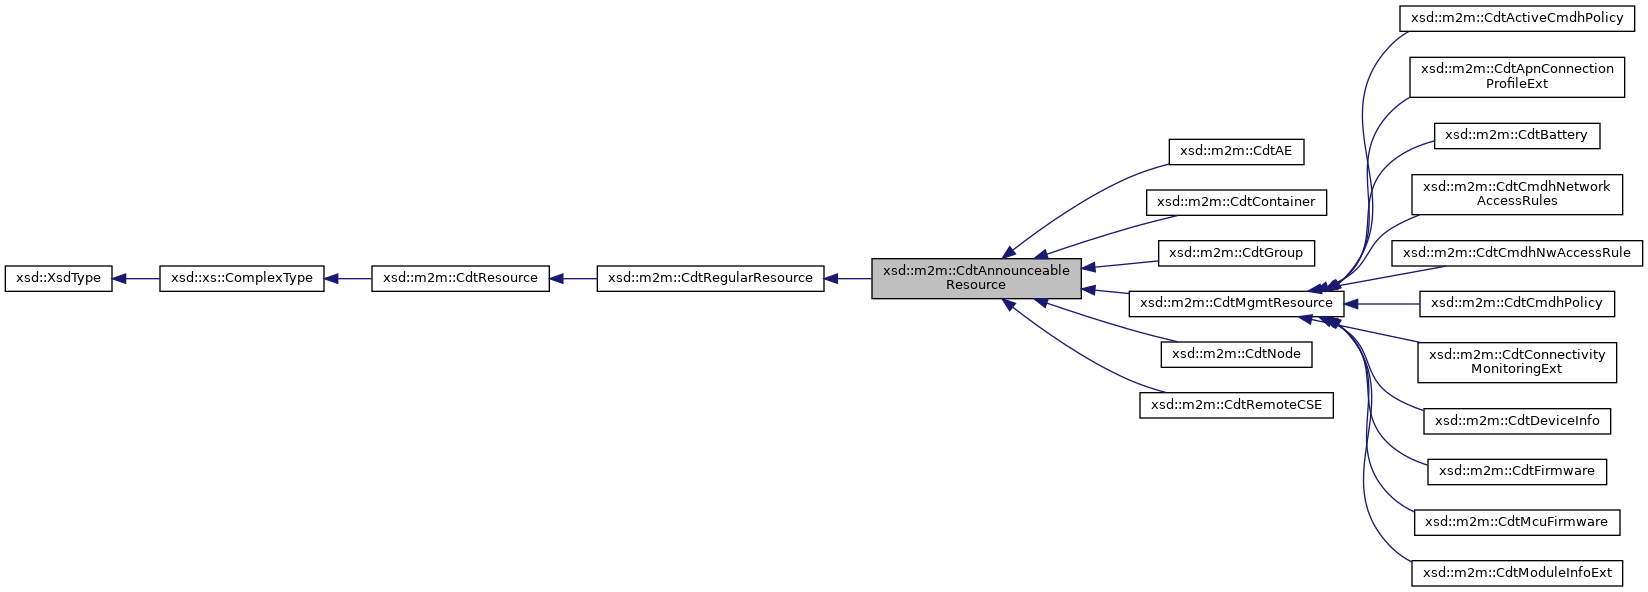 xsd::XsdType
xsd::xs::ComplexType
xsd::m2m::CdtResource
xsd::m2m::CdtRegularResource
xsd::m2m::CdtAnnounceable
Resource
xsd::m2m::CdtAE
xsd::m2m::CdtContainer
xsd::m2m::CdtGroup
xsd::m2m::CdtMgmtResource
xsd::m2m::CdtNode
xsd::m2m::CdtRemoteCSE
xsd::m2m::CdtActiveCmdhPolicy
xsd::m2m::CdtApnConnection
ProfileExt
xsd::m2m::CdtBattery
xsd::m2m::CdtCmdhNetwork
AccessRules
xsd::m2m::CdtCmdhNwAccessRule
xsd::m2m::CdtCmdhPolicy
xsd::m2m::CdtConnectivity
MonitoringExt
xsd::m2m::CdtDeviceInfo
xsd::m2m::CdtFirmware
xsd::m2m::CdtMcuFirmware
xsd::m2m::CdtModuleInfoExt